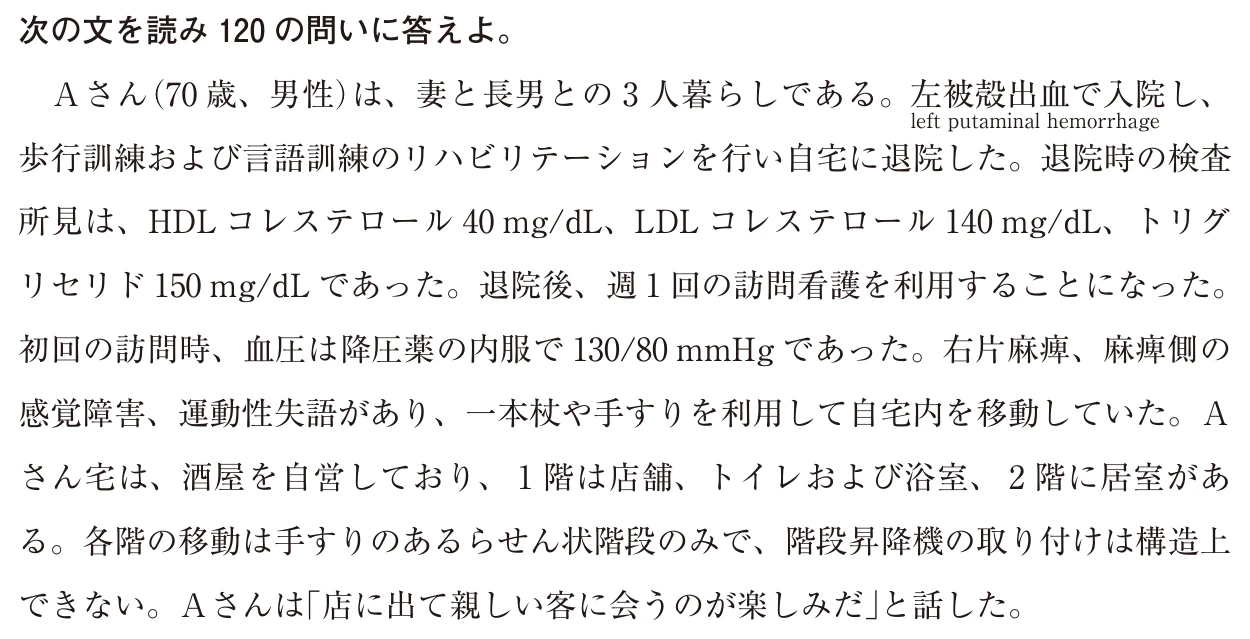 次の文を読み 120 の問いに答えよ。
Aさん(70 歳、男性)は、妻と長男との 3 人暮らしである。左被殻出血で入院し、
left putaminal hemorrhage
歩行訓練および言語訓練のリハビリテーションを行い自宅に退院した。退院時の検査
所見は、HDL コレステロール 40 mg/dL、LDL コレステロール 140 mg/dL、トリグ
リセリド 150 mg/dL であった。退院後、週 1 回の訪問看護を利用することになった。
初回の訪問時、血圧は降圧薬の内服で 130/80 mmHg であった。右片麻痺、麻痺側の
感覚障害、運動性失語があり、一本杖や手すりを利用して自宅内を移動していた。A
さん宅は、酒屋を自営しており、1 階は店舗、トイレおよび浴室、2 階に居室があ
る。各階の移動は手すりのあるらせん状階段のみで、階段昇降機の取り付けは構造上
できない。Aさんは「店に出て親しい客に会うのが楽しみだ」と話した。